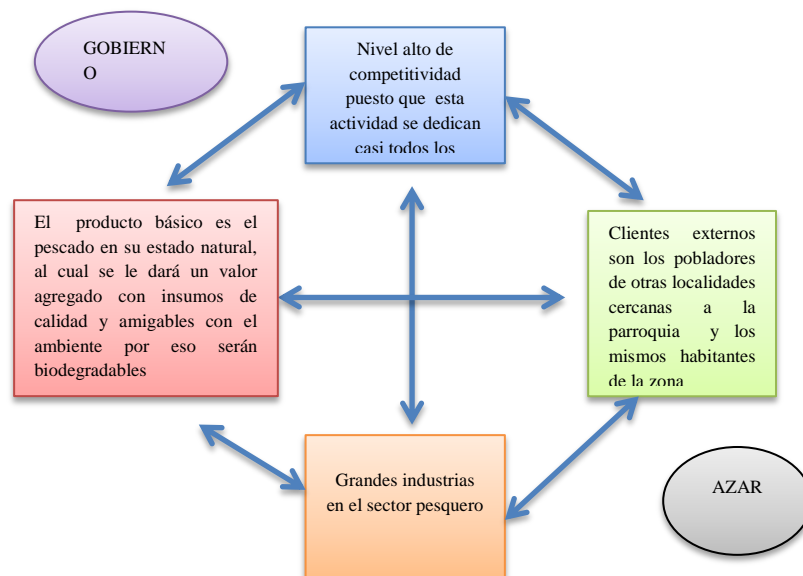 GOBIERN
O
Nivel alto de
competitividad
puesto que esta
actividad se dedican
casi todos los
El producto básico es el
pescado en su estado natural,
al cual se le dará un valor
agregado con insumos de
calidad y amigables con el
ambiente por eso serán
biodegradables
Clientes externos
son los pobladores
de otras localidades
cercanas a la
parroquia y los
mismos habitantes
de la zona
Grandes industrias
en el sector pesquero
AZAR